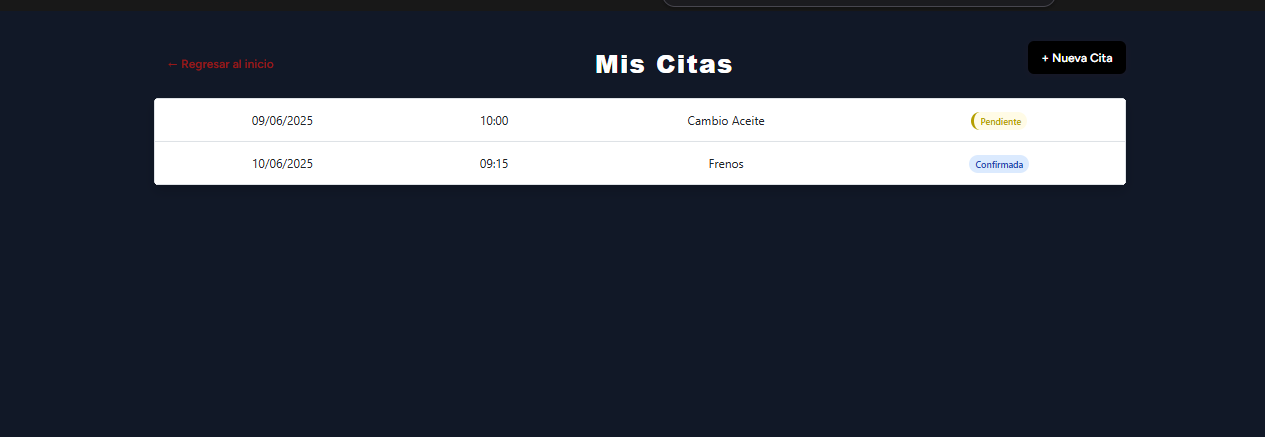 ← Regresar al inicio
Mis Citas
+ Nueva Cita
09/06/2025 10:00 Cambio Aceite Pendiente
10/06/2025 09:15 Frenos Confirmada